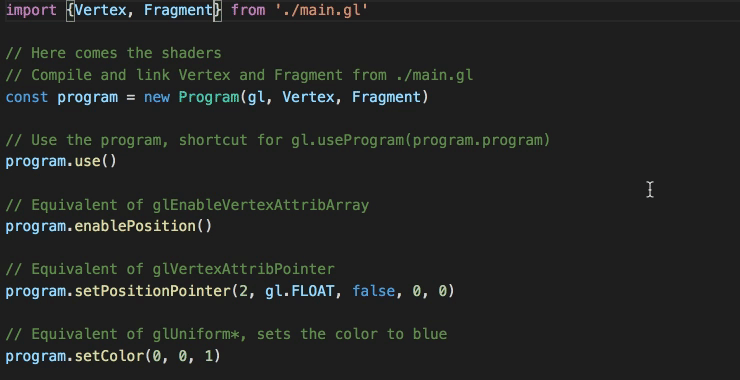 import {Vertex, Fragment} from './main.gl'
// Here comes the shaders
// Compile and link Vertex and Fragment from ./main.gl
const program = new Program(gl, Vertex, Fragment)
// Use the program, shortcut for gl.useProgram(program.program)
program.use()
// Equivalent of glEnableVertexAttribArray
program.enablePosition()
// Equivalent of glVertexAttribPointer
program.setPositionPointer(2, gl.FLOAT, false, 0, 0)
// Equivalent of glUniform*, sets the color to blue
program.setColor(0, 0, 1)